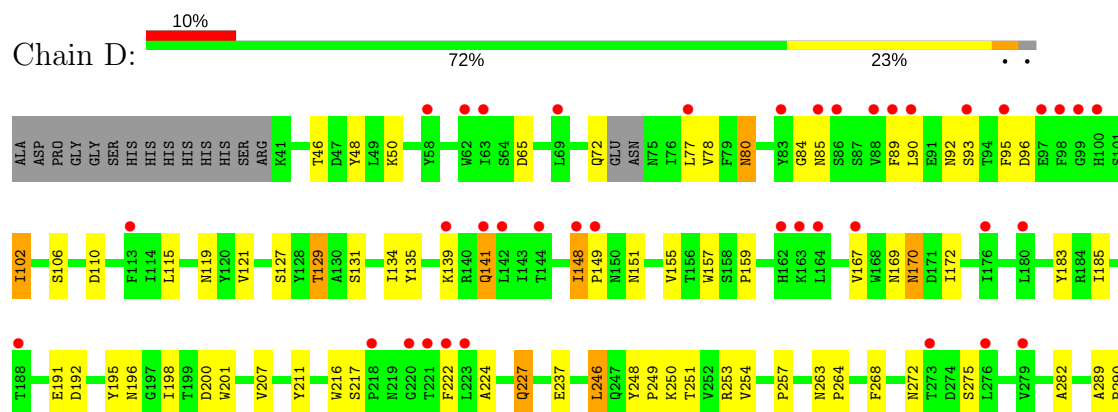 10%
Chain D:
72% 23% • •
ALA ASP PRO GLY GLY SER HIS HIS HIS HIS HIS HIS SER ARG K41 T46 D47 Y48 L49 K50 Y58 W62 I63 S64 D65 L69 Q72 GLU ASN N75 I76 L77 V78 F79 N80 Y83 G84 N85 S86 S87 V88 F89 L90 E91 N92 S93 T94 F95 D96 E97 F98 G99 H100 S101
I102 S106 D110 F113 I114 L115 N119 Y120 V121 S127 Y128 T129 A130 S131 I134 Y135 K139 R140 Q141 L142 I143 T144 I148 P149 N150 N151 V155 T156 W157 S158 P159 H162 K163 L164 V167 W168 N169 N170 D171 I172 I176 L180 Y183 R184 I185
T188 E191 D192 Y195 N196 G197 I198 T199 D200 W201 V207 Y211 W216 S217 P218 N219 G220 T221 F222 L223 A224 Q227 E237 L246 Q247 Y248 P249 K250 T251 V252 R253 V254 P257 N263 P264 F268 N272 T273 D274 S275 L276 V279 A282 A289